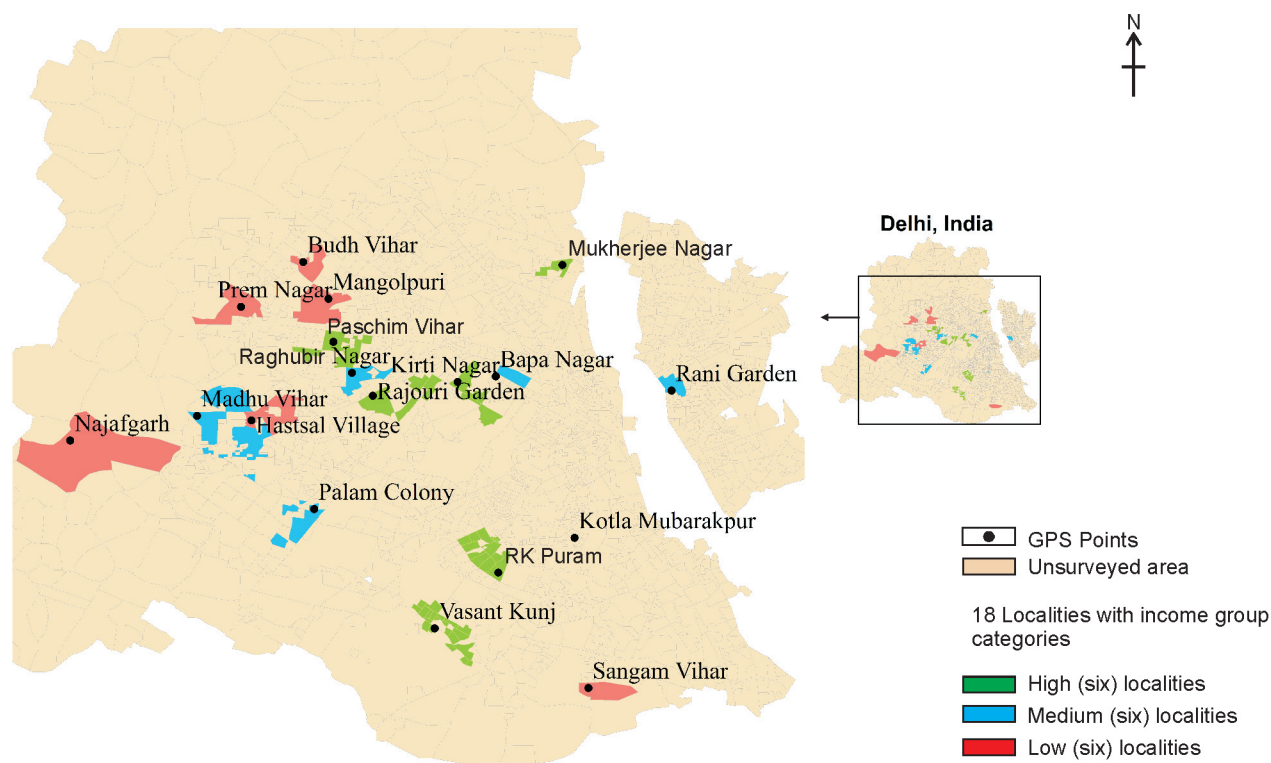 N
Delhi, India
Budh Vihar
Mukherjee Nagar
Prem Nagar
Mangolpuri
Paschim Vihar
Raghubir Nagar
Kirti Nagar
Bapa Nagar
Rani Garden
Rajouri Garden
Madhu Vihar
Najafgarh
Hastsal Village
Palam Colony
Kotla Mubarakpur
RK Puram
Vasant Kunj
Sangam Vihar
GPS Points
Unsurveyed area
18 Localities with income group
categories
High (six) localities
Medium (six) localities
Low (six) localities